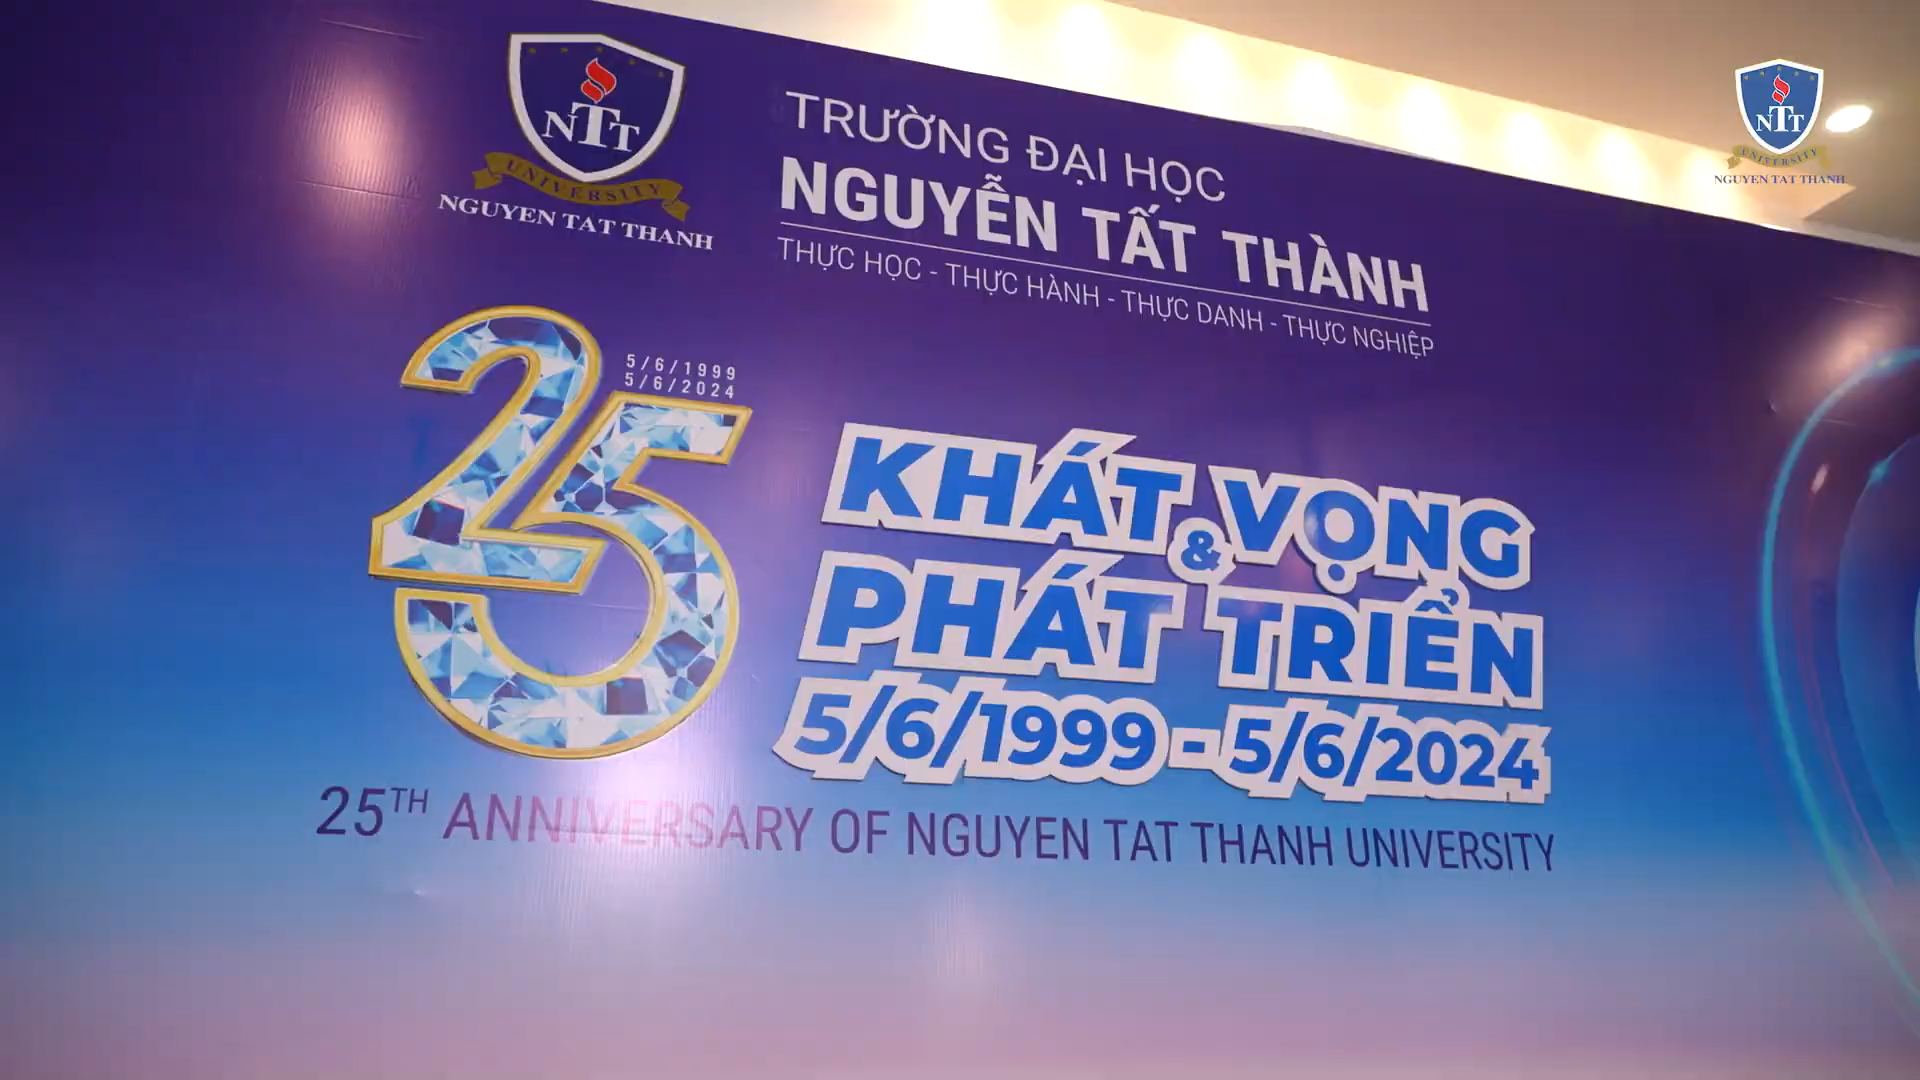 NTT
UNIVERSITY
NGUYEN TAT THANH
TRƯỜNG ĐẠI HỌC
NGUYỄN TẤT THÀNH
THỰC HỌC - THỰC HÀNH - THỰC DANH - THỰC NGHIỆP
25
5/6/1999
5/6/2024
KHÁT VỌNG
&
PHÁT TRIỂN
5/6/1999 - 5/6/2024
25TH ANNIVERSARY OF NGUYEN TAT THANH UNIVERSITY
NTT
UNIVERSITY
NGUYEN TAT THANH